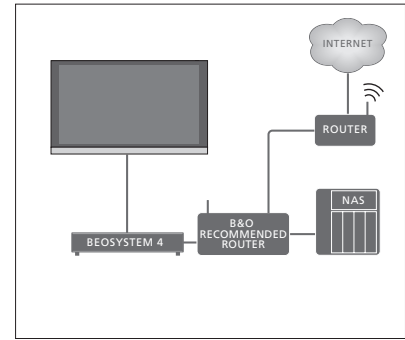 INTERNET
ROUTER
NAS
B&O
RECOMMENDED
ROUTER
BEOSYSTEM 4